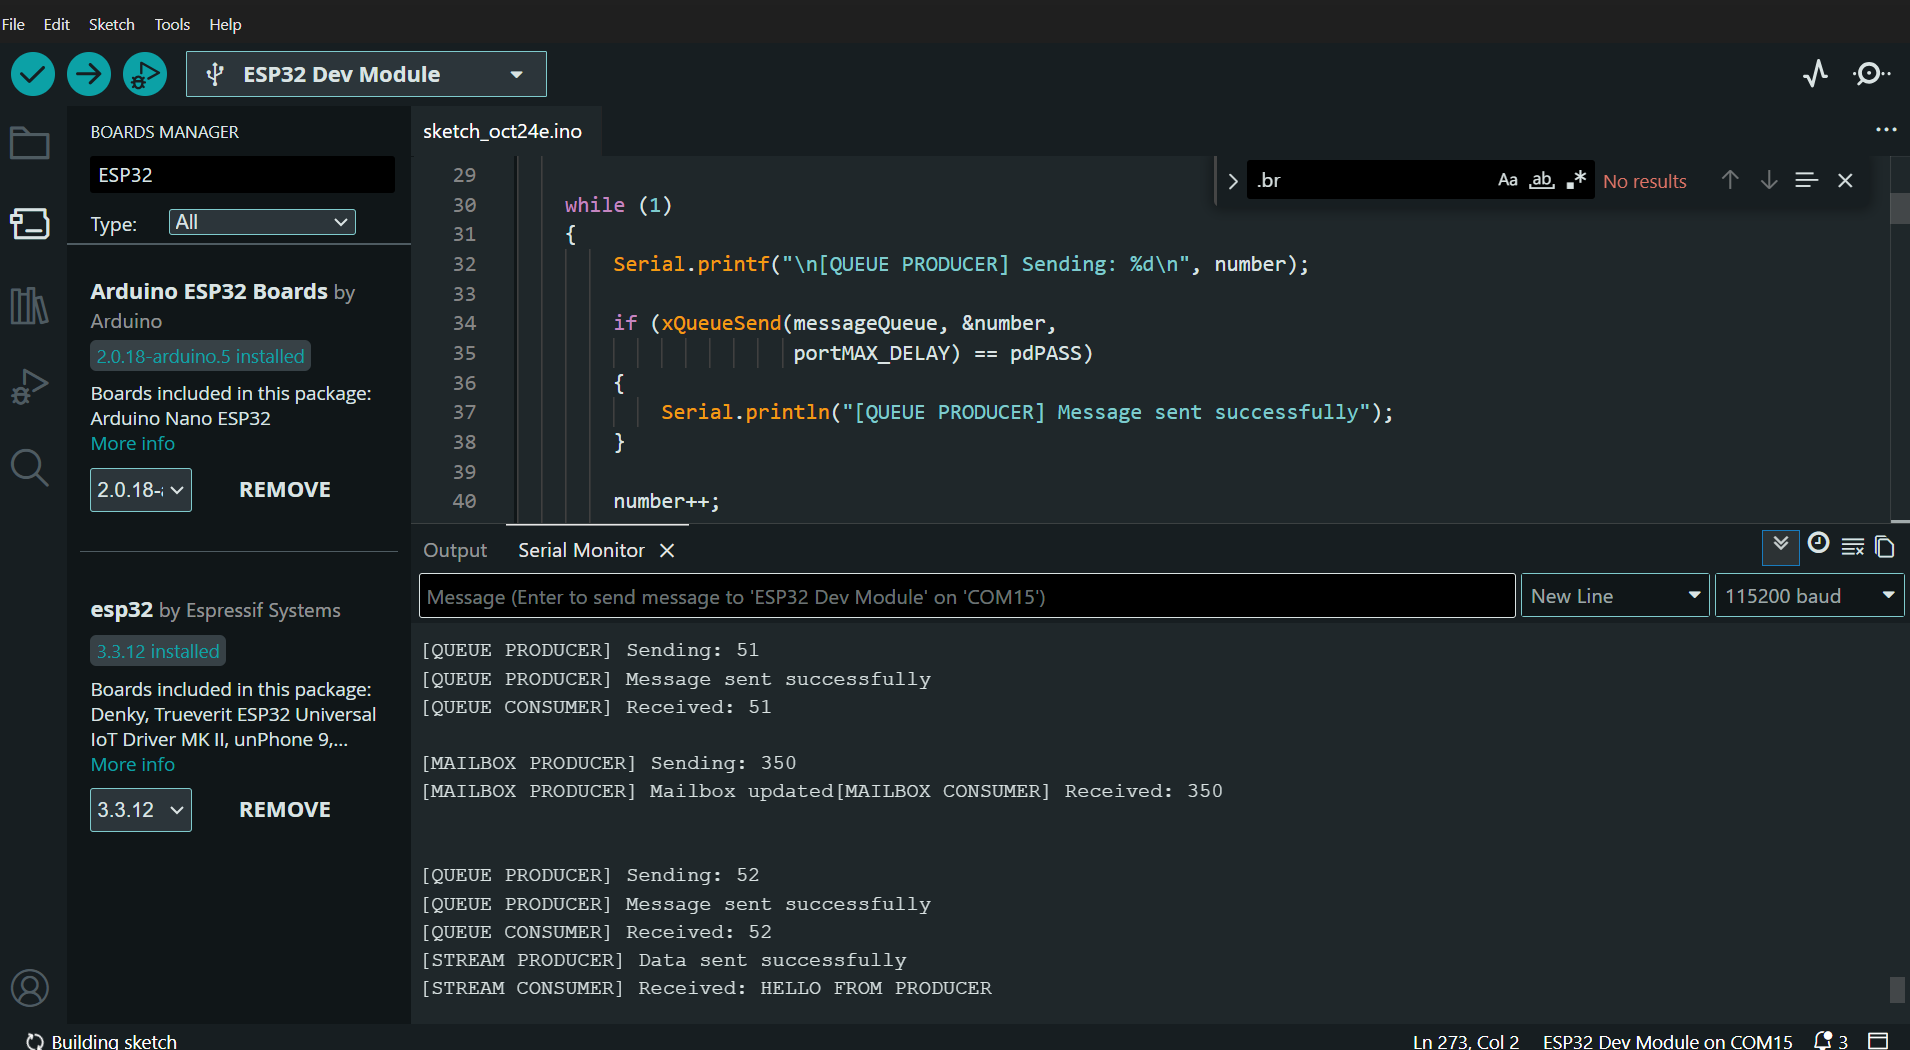 File Edit Sketch Tools Help
ESP32 Dev Module
BOARDS MANAGER
ESP32
Type: All
Arduino ESP32 Boards by
Arduino
2.0.18-arduino.5 installed
Boards included in this package:
Arduino Nano ESP32
More info
2.0.18- REMOVE
esp32 by Espressif Systems
3.3.12 installed
Boards included in this package:
Denky, Trueverit ESP32 Universal
IoT Driver MK II, unPhone 9,...
More info
3.3.12 REMOVE
sketch_oct24e.ino
.br Aa ab .* No results
29
30 while (1)
31 {
32 Serial.printf("\n[QUEUE PRODUCER] Sending: %d\n", number);
33
34 if (xQueueSend(messageQueue, &number,
35 portMAX_DELAY) == pdPASS)
36 {
37 Serial.println("[QUEUE PRODUCER] Message sent successfully");
38 }
39
40 number++;
Output Serial Monitor
Message (Enter to send message to 'ESP32 Dev Module' on 'COM15') New Line 115200 baud
[QUEUE PRODUCER] Sending: 51
[QUEUE PRODUCER] Message sent successfully
[QUEUE CONSUMER] Received: 51
[MAILBOX PRODUCER] Sending: 350
[MAILBOX PRODUCER] Mailbox updated[MAILBOX CONSUMER] Received: 350
[QUEUE PRODUCER] Sending: 52
[QUEUE PRODUCER] Message sent successfully
[QUEUE CONSUMER] Received: 52
[STREAM PRODUCER] Data sent successfully
[STREAM CONSUMER] Received: HELLO FROM PRODUCER
Building sketch Ln 273, Col 2 ESP32 Dev Module on COM15 3